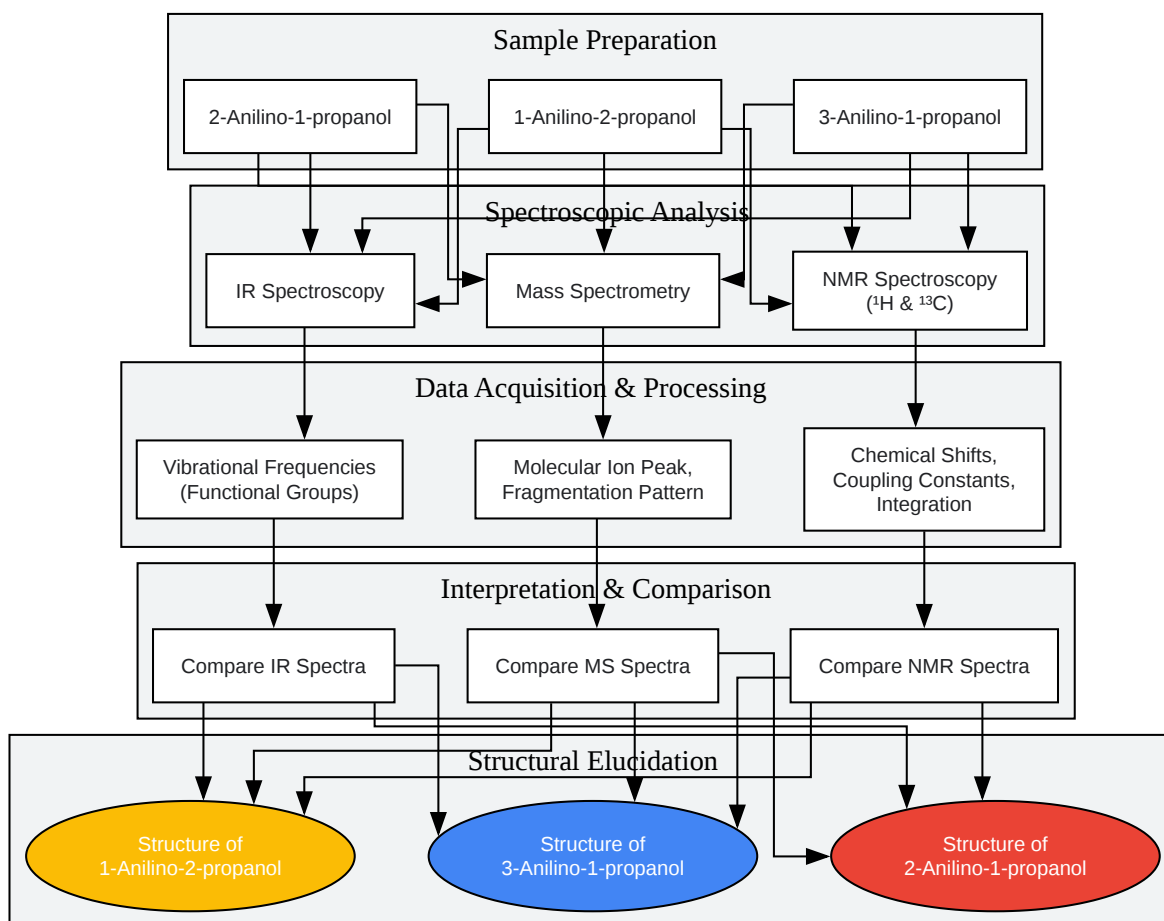 Sample Preparation
2-Anilino-1-propanol
1-Anilino-2-propanol
3-Anilino-1-propanol
Spectroscopic Analysis
IR Spectroscopy
Mass Spectrometry
NMR Spectroscopy
(¹H & ¹³C)
Data Acquisition & Processing
Vibrational Frequencies
(Functional Groups)
Molecular Ion Peak,
Fragmentation Pattern
Chemical Shifts,
Coupling Constants,
Integration
Interpretation & Comparison
Compare IR Spectra
Compare MS Spectra
Compare NMR Spectra
Structural Elucidation
Structure of
1-Anilino-2-propanol
Structure of
3-Anilino-1-propanol
Structure of
2-Anilino-1-propanol